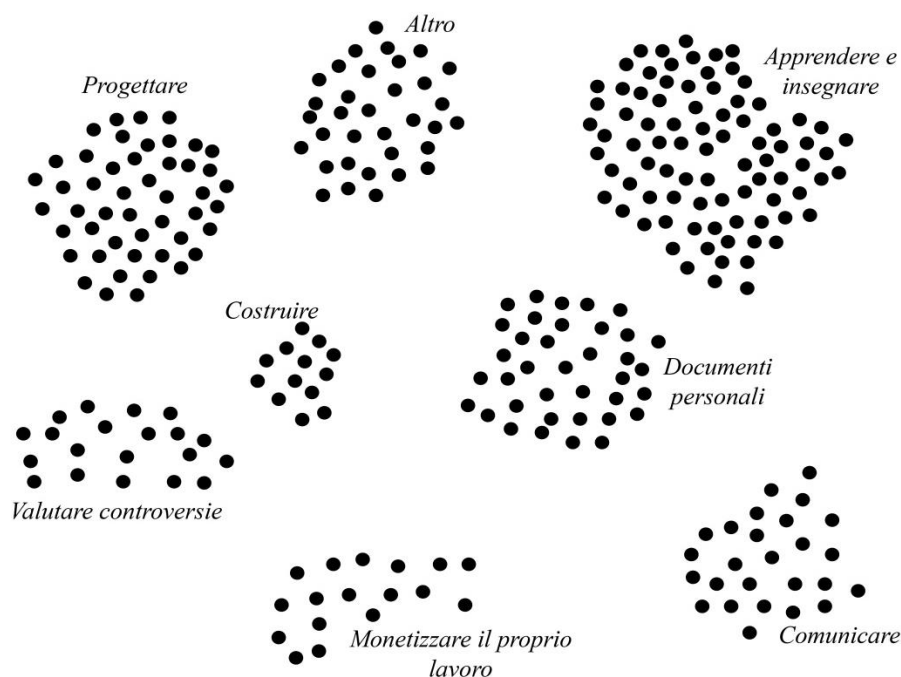 Altro
Progettare
Apprendere e
insegnare
Costruire
Documenti
personali
Valutare controversie
Monetizzare il proprio
lavoro
Comunicare